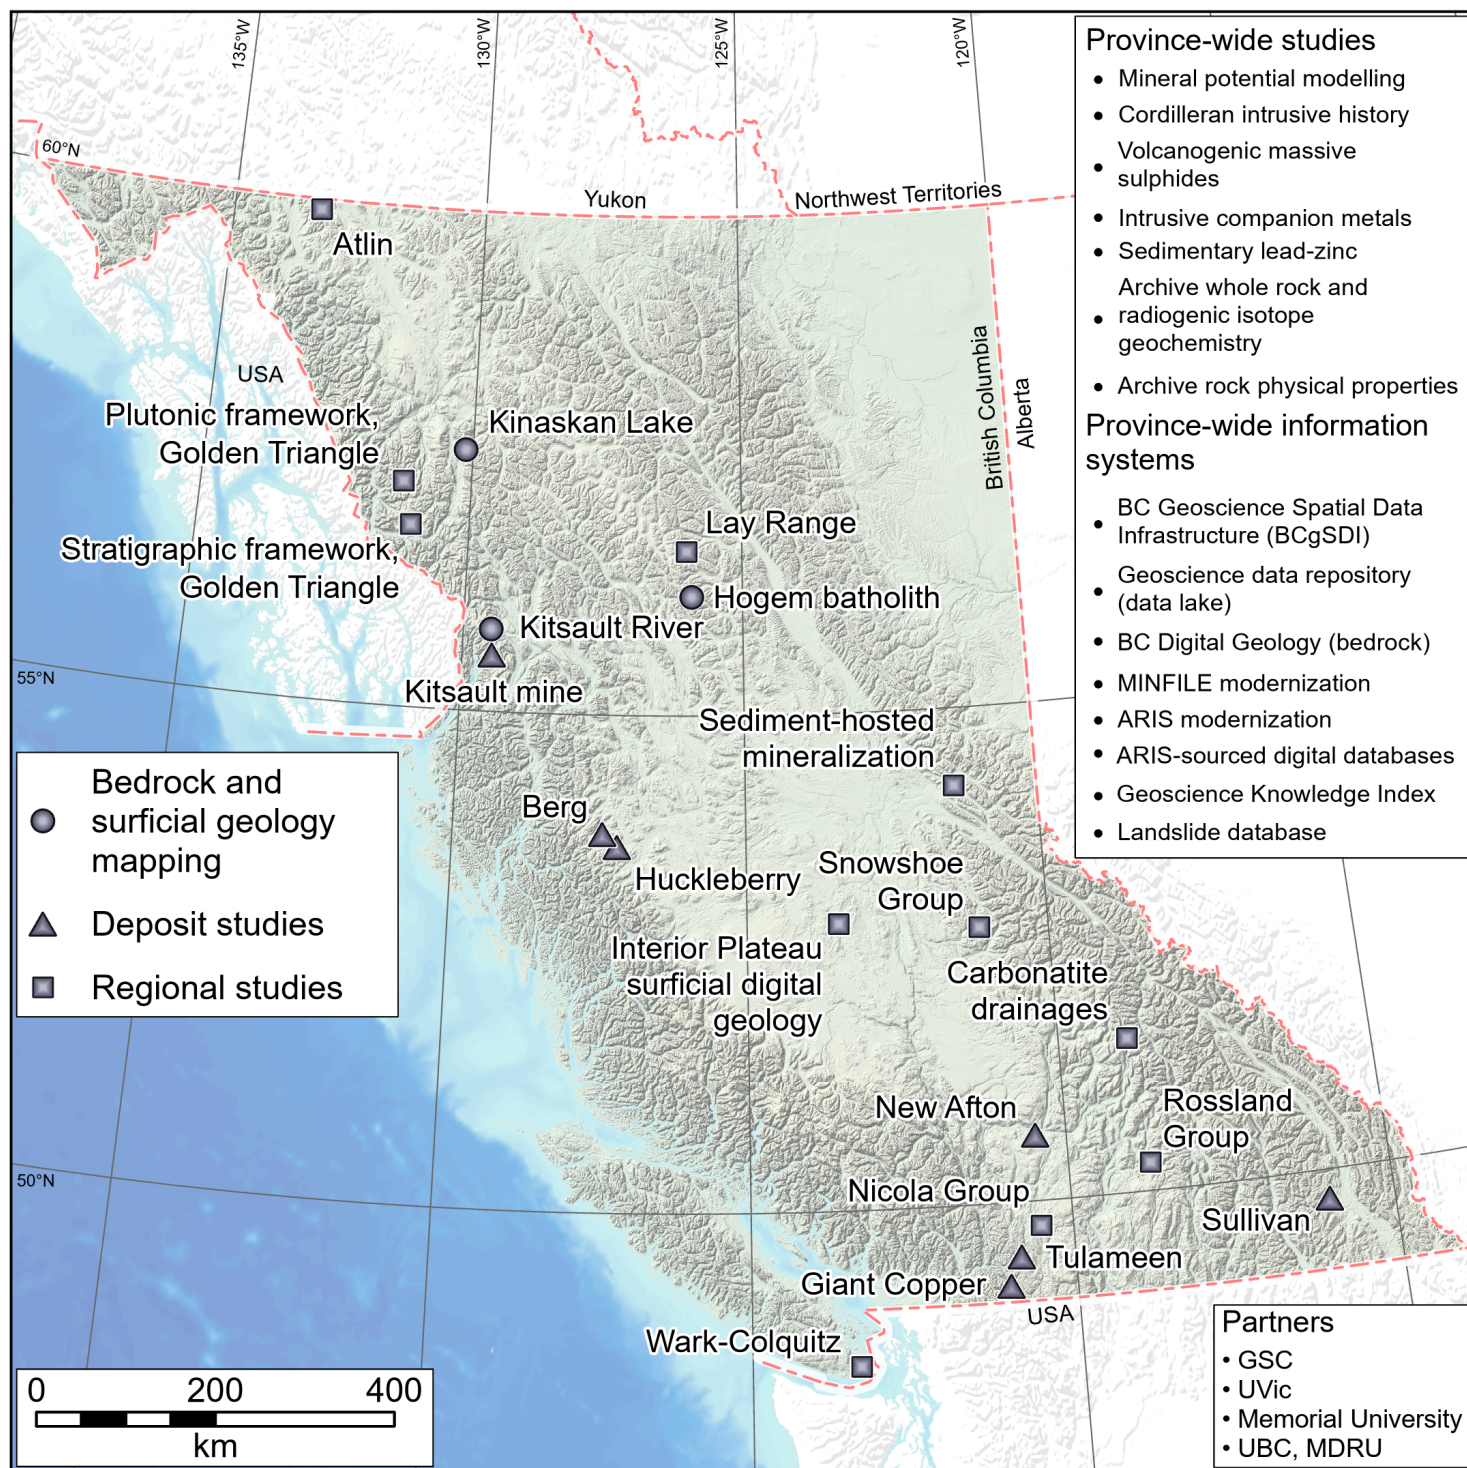 135°W
130°W
125°W
120°W
60°N
55°N
50°N
Yukon
Northwest Territories
British Columbia
Alberta
USA
USA
Atlin
Plutonic framework,
Golden Triangle
Kinaskan Lake
Stratigraphic framework,
Golden Triangle
Lay Range
Hogem batholith
Kitsault River
Kitsault mine
Sediment-hosted
mineralization
Berg
Huckleberry
Snowshoe
Group
Interior Plateau
surficial digital
geology
Carbonatite
drainages
New Afton
Rossland
Group
Nicola Group
Sullivan
Tulameen
Giant Copper
Wark-Colquitz
Bedrock and
surficial geology
mapping
Deposit studies
Regional studies
0 200 400
km
Province-wide studies
• Mineral potential modelling
• Cordilleran intrusive history
• Volcanogenic massive
sulphides
• Intrusive companion metals
• Sedimentary lead-zinc
• Archive whole rock and
radiogenic isotope
geochemistry
• Archive rock physical properties
Province-wide information
systems
• BC Geoscience Spatial Data
Infrastructure (BCgSDI)
• Geoscience data repository
(data lake)
• BC Digital Geology (bedrock)
• MINFILE modernization
• ARIS modernization
• ARIS-sourced digital databases
• Geoscience Knowledge Index
• Landslide database
Partners
• GSC
• UVic
• Memorial University
• UBC, MDRU